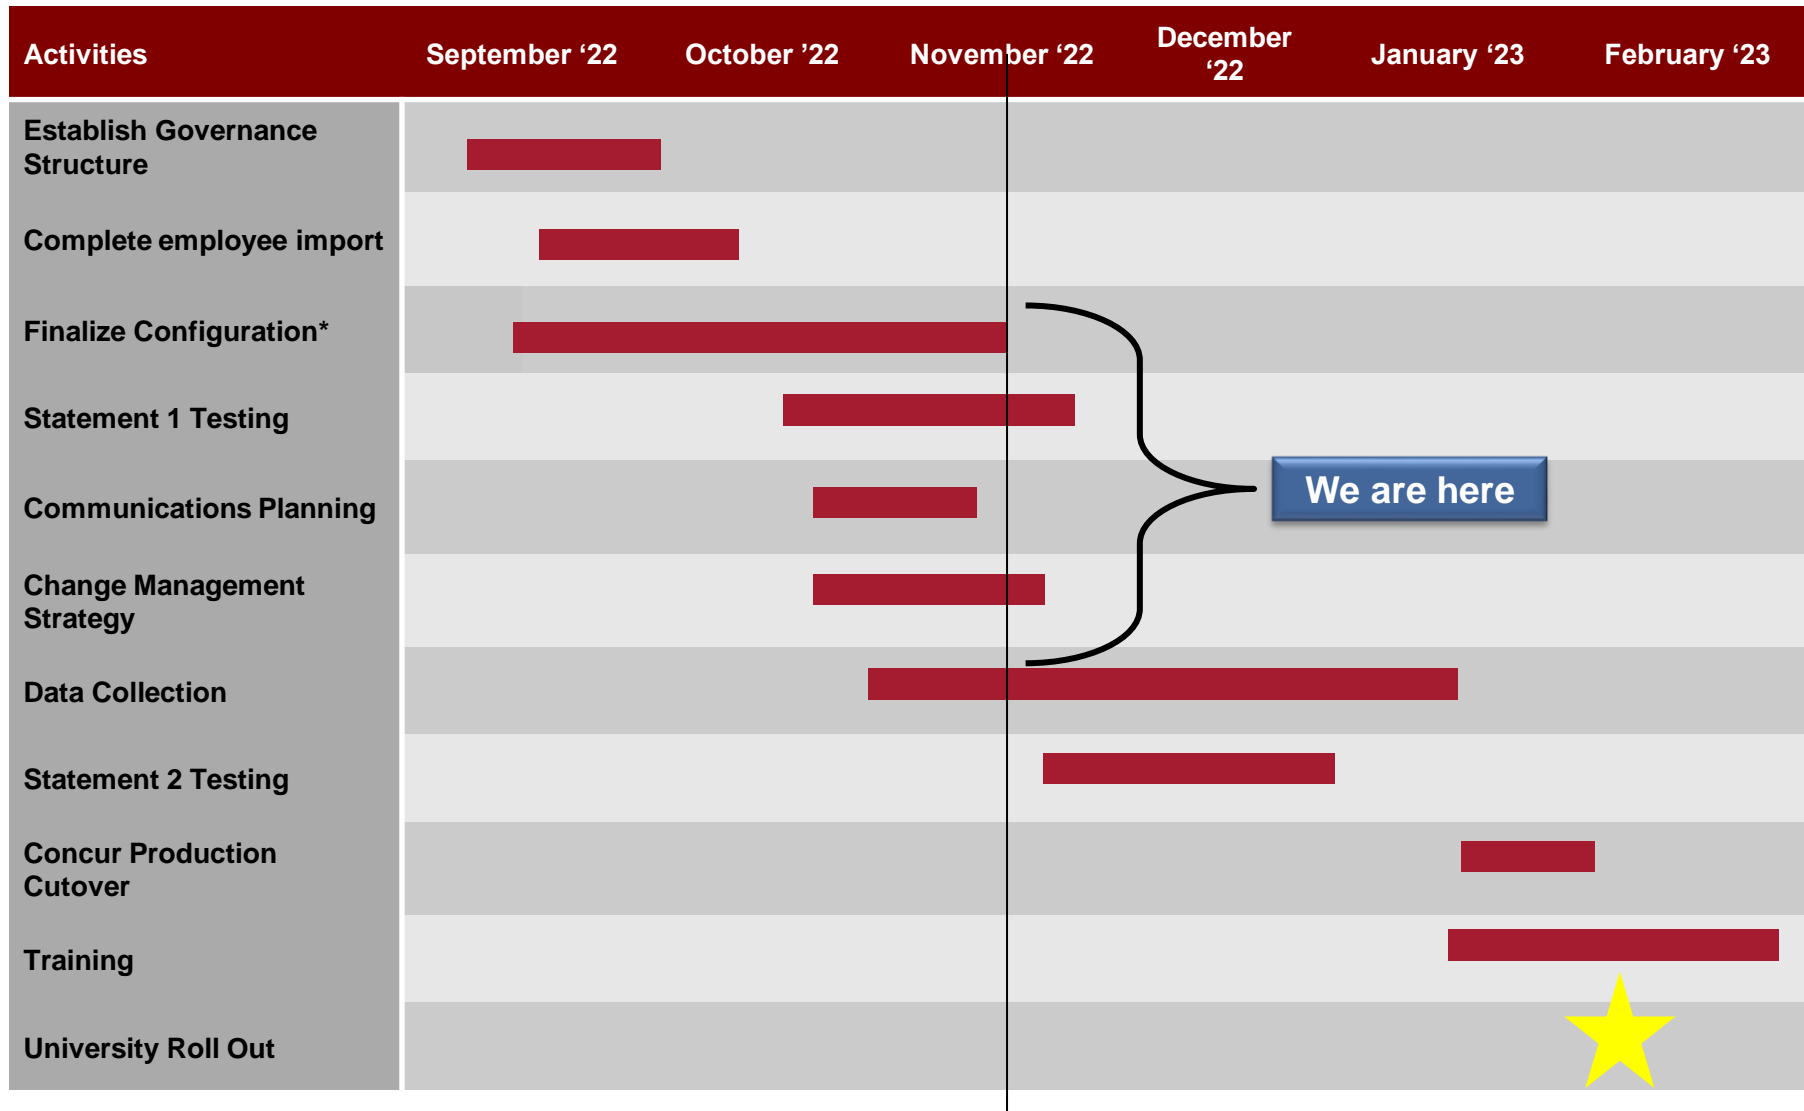 Activities
September ‘22
October ’22
November ‘22
December
‘22
January ‘23
February ‘23
Establish Governance
Structure
Complete employee import
Finalize Configuration*
Statement 1 Testing
Communications Planning
We are here
Change Management
Strategy
Data Collection
Statement 2 Testing
Concur Production
Cutover
Training
University Roll Out